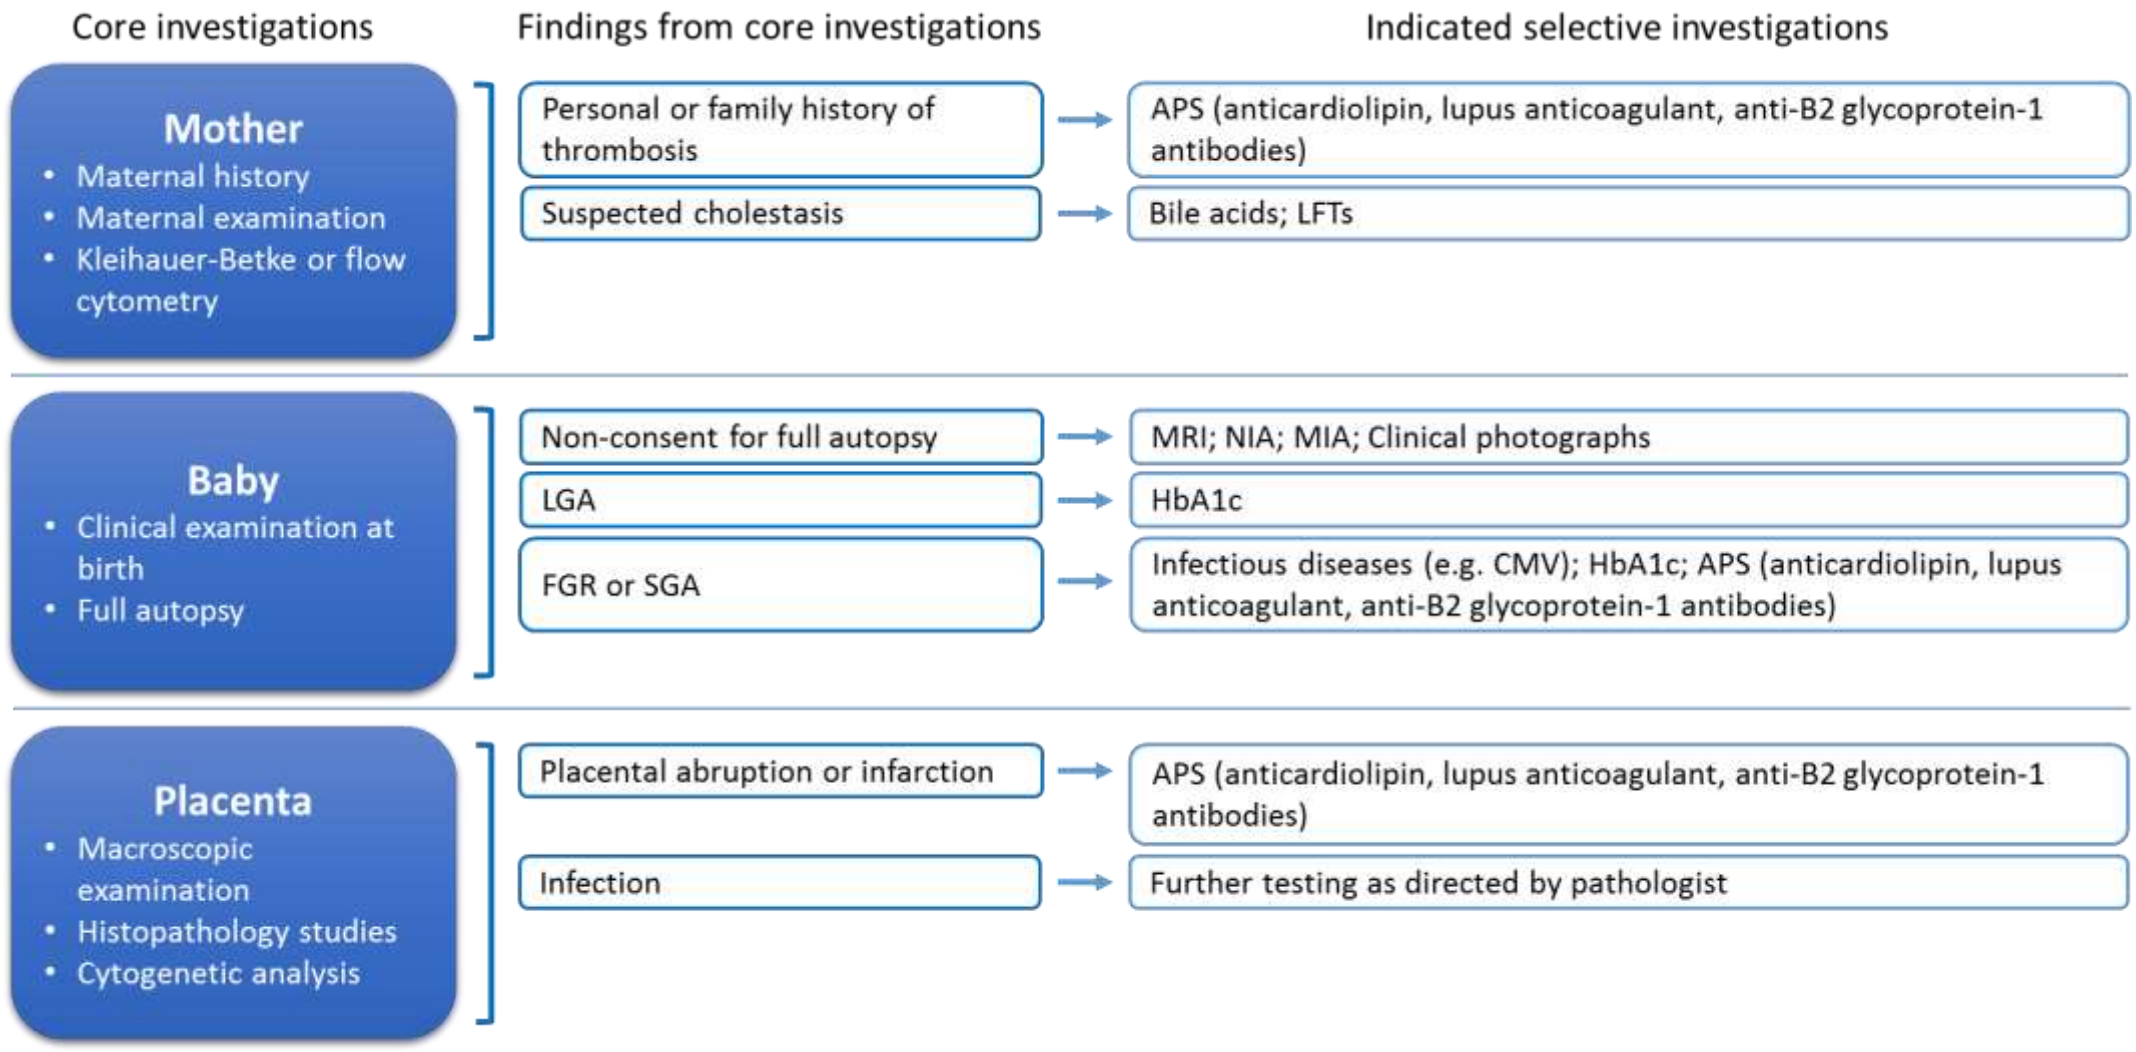 Core investigations
Findings from core investigations
Indicated selective investigations
Mother
• Maternal history
• Maternal examination
• Kleihauer-Betke or flow
cytometry
Personal or family history of
thrombosis
APS (anticardiolipin, lupus anticoagulant, anti-B2 glycoprotein-1
antibodies)
Suspected cholestasis
Bile acids; LFTs
Baby
• Clinical examination at
birth
• Full autopsy
Non-consent for full autopsy
MRI; NIA; MIA; Clinical photographs
LGA
HbA1c
FGR or SGA
Infectious diseases (e.g. CMV); HbA1c; APS (anticardiolipin, lupus
anticoagulant, anti-B2 glycoprotein-1 antibodies)
Placenta
• Macroscopic
examination
• Histopathology studies
• Cytogenetic analysis
Placental abruption or infarction
APS (anticardiolipin, lupus anticoagulant, anti-B2 glycoprotein-1
antibodies)
Infection
Further testing as directed by pathologist